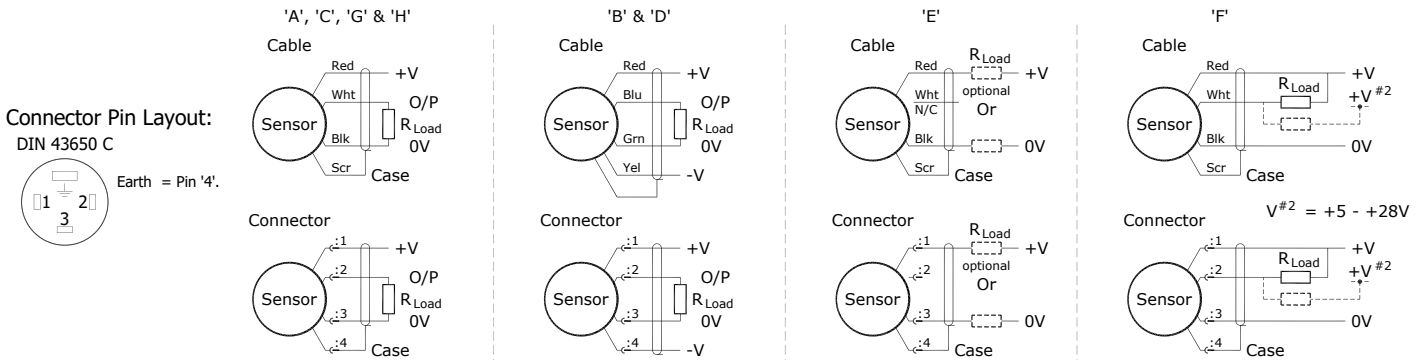 'A', 'C', 'G' & 'H'
Cable
Red
+V
Wht
O/P
Sensor
R Load
Blk
0V
Scr
Case
Connector
:1
+V
:2
O/P
Sensor
R Load
:3
0V
:4
Case
'B' & 'D'
Cable
Red
+V
Blu
O/P
Sensor
R Load
Grn
0V
Yel
-V
Connector
:1
+V
:2
O/P
Sensor
R Load
:3
0V
:4
-V
'E'
Cable
R Load
Red
+V
Wht
optional
N/C
Or
Sensor
Blk
0V
Scr
Case
Connector
R Load
:1
+V
:2
optional
Or
Sensor
:3
0V
:4
Case
'F'
Cable
Red
+V
R Load
Wht
+V #2
Sensor
Blk
0V
Scr
Case
V#2 = +5 - +28V
Connector
:1
+V
R Load
:2
+V #2
Sensor
:3
0V
:4
Case
Connector Pin Layout:
DIN 43650 C
Earth = Pin '4'.
1 2
3